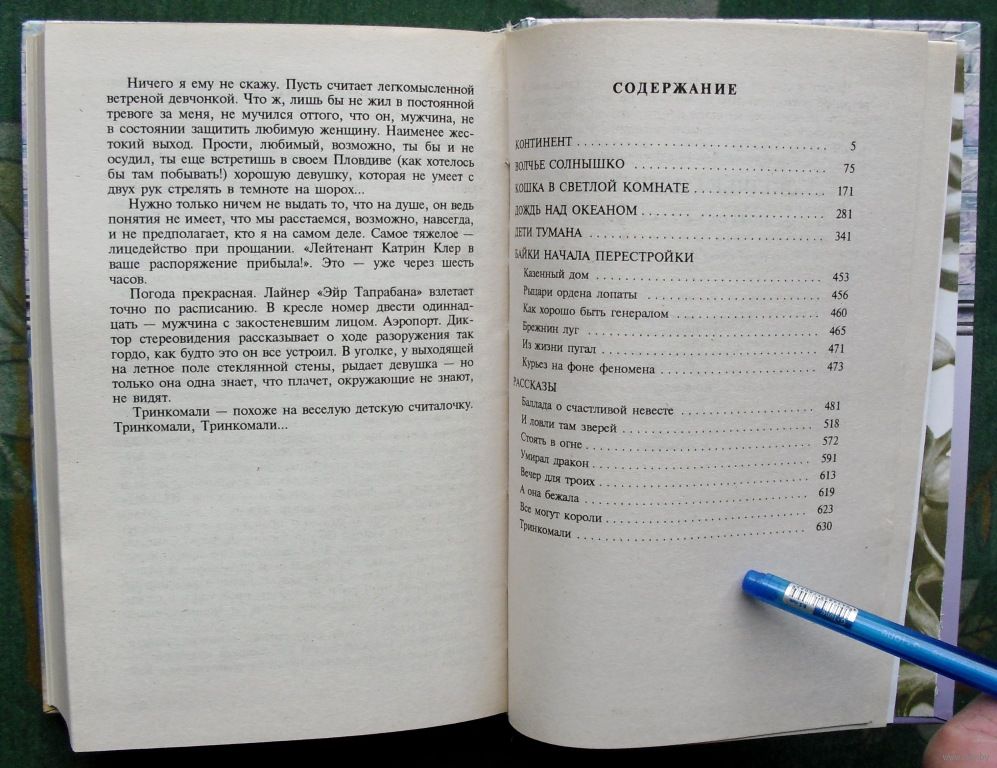 Ничего я ему не скажу. Пусть считает легкомысленной
ветреной девчонкой. Что ж, лишь бы не жил в постоянной
тревоге за меня, не мучился оттого, что он, мужчина, не
в состоянии защитить любимую женщину. Наименее жес-
токий выход. Прости, любимый, возможно, ты бы и не
осудил, ты еще встретишь в своем Пловдиве (как хотелось
бы там побывать!) хорошую девушку, которая не умеет с
двух рук стрелять в темноте на шорох...
Нужно только ничем не выдать то, что на душе, он ведь
понятия не имеет, что мы расстаемся, возможно, навсегда,
и не предполагает, кто я на самом деле. Самое тяжелое —
лицедейство при прощании. «Лейтенант Катрин Клер в
ваше распоряжение прибыла!». Это — уже через шесть
часов.
Погода прекрасная. Лайнер «Эйр Тапрабана» взлетает
точно по расписанию. В кресле номер двести одиннад-
цать — мужчина с закостеневшим лицом. Аэропорт. Дик-
тор стереовидения рассказывает о ходе разоружения так
гордо, как будто это он все устроил. В уголке, у выходящей
на летное поле стеклянной стены, рыдает девушка — но
только она одна знает, что плачет, окружающие не знают,
не видят.
Тринкомали — похоже на веселую детскую считалочку.
Тринкомали, Тринкомали...
СОДЕРЖАНИЕ
КОНТИНЕНТ 5
ВОЛЧЬЕ СОЛНЫШКО 75
КОШКА В СВЕТЛОЙ КОМНАТЕ 171
ДОЖДЬ НАД ОКЕАНОМ 281
ДЕТИ ТУМАНА 341
БАЙКИ НАЧАЛА ПЕРЕСТРОЙКИ
Казенный дом 453
Рыцари ордена лопаты 456
Как хорошо быть генералом 460
Брежнин луг 465
Из жизни пугал 471
Курьез на фоне феномена 473
РАССКАЗЫ
Баллада о счастливой невесте 481
И ловли там зверей 518
Стоять в огне 572
Умирал дракон 591
Вечер для троих 613
А она бежала 619
Все могут короли 623
Тринкомали 630